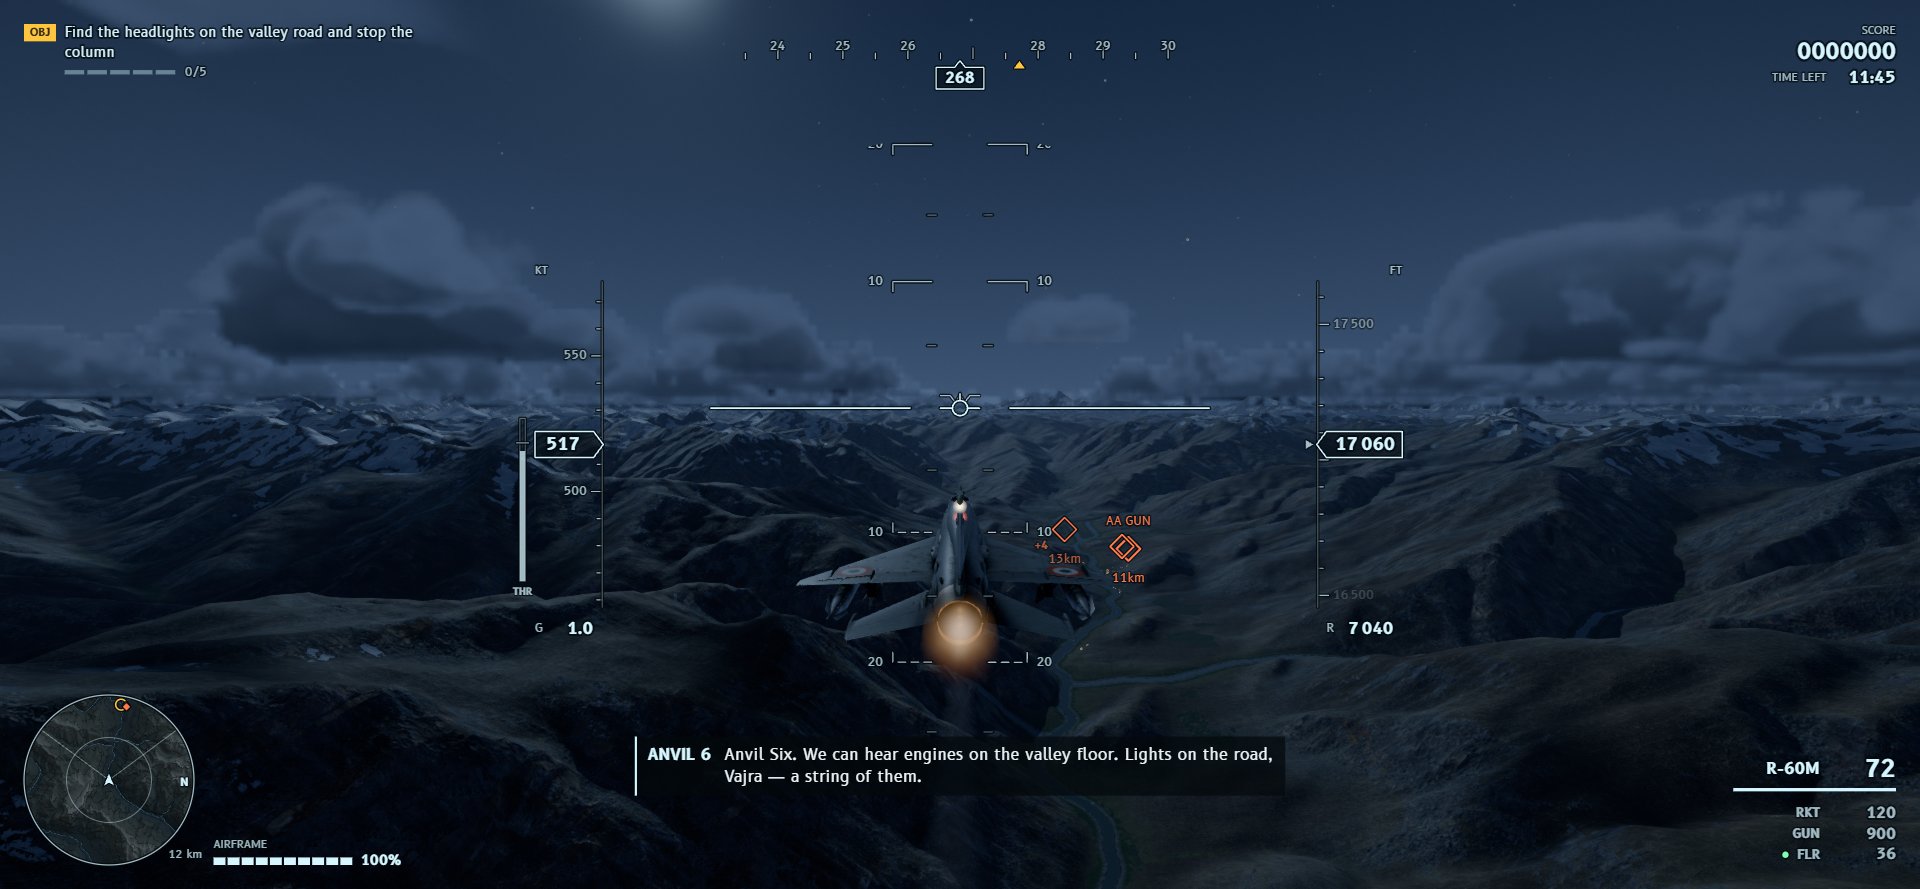 OBJ Find the headlights on the valley road and stop the
column
0/5
24 25 26 28 29 30
268
SCORE
0000000
TIME LEFT 11:45
20 20
KT
FT
10 10
17 500
550
517
17 060
500
10 10
AA GUN
+4
13km
11km
16 500
THR
G 1.0
R 7 040
20 20
ANVIL 6 Anvil Six. We can hear engines on the valley floor. Lights on the road,
Vajra — a string of them.
N
12 km
AIRFRAME
100%
R-60M 72
RKT 120
GUN 900
FLR 36